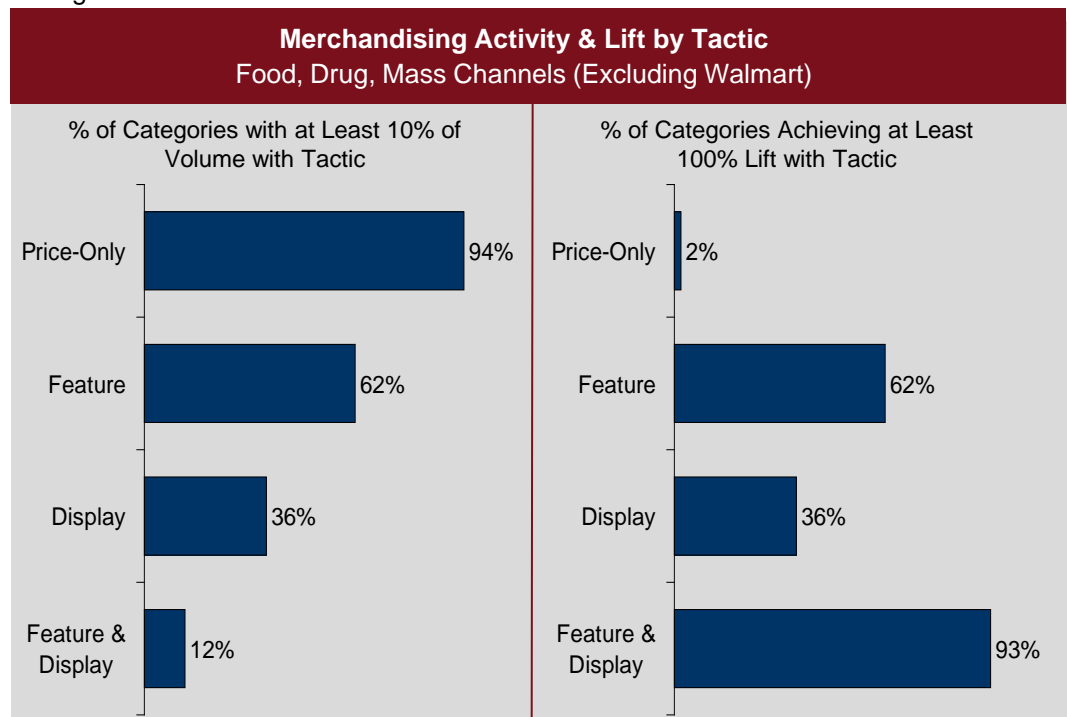 Merchandising Activity & Lift by Tactic
Food, Drug, Mass Channels (Excluding Walmart)
% of Categories with at Least 10% of
Volume with Tactic
Price-Only
94%
Feature
62%
Display
36%
Feature &
Display
12%
% of Categories Achieving at Least
100% Lift with Tactic
Price-Only
2%
Feature
62%
Display
36%
Feature &
Display
93%